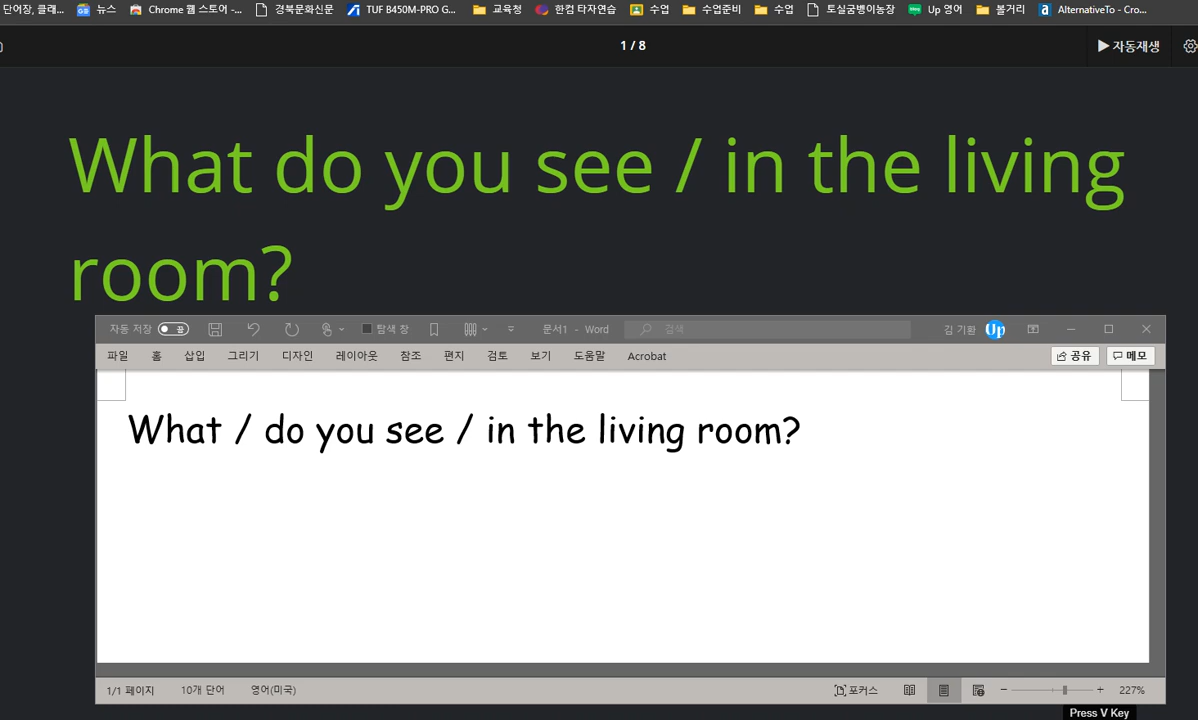 단어장, 클래...
뉴스
Chrome 웹 스토어 -...
경북문화신문
TUF B450M-PRO G...
교육청
한컴 타자연습
수업
수업준비
수업
토실굼벵이농장
Up 영어
볼거리
AlternativeTo - Cro...
1 / 8
▶ 자동재생
What do you see / in the living
room?
자동 저장
끔
탐색 창
문서1 - Word
검색
김 기환
Up
파일
홈
삽입
그리기
디자인
레이아웃
참조
편지
검토
보기
도움말
Acrobat
공유
메모
What / do you see / in the living room?
1/1 페이지
10개 단어
영어(미국)
포커스
227%
Press V Key